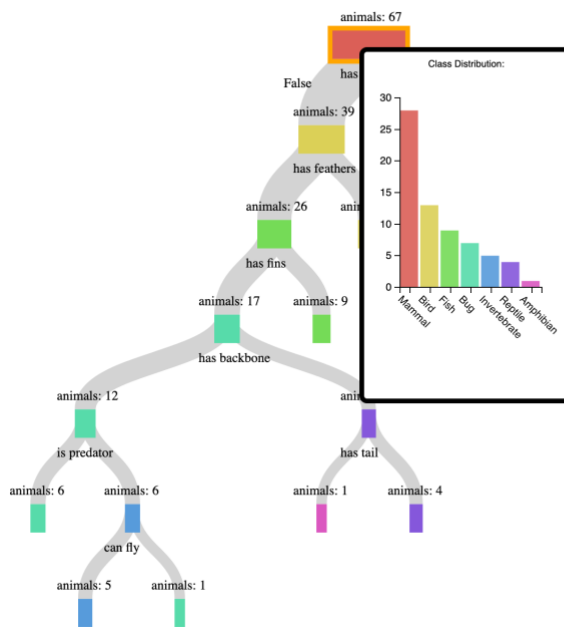 animals: 67
has
Class Distribution:
False
animals: 39
has feathers
animals: 26
has fins
animals: 17
animals: 9
has backbone
30
25
20
15
10
5
0
Mammal
Bird
Fish
Bug
Invertebrate
Reptile
Amphibian
animals: 12
is predator
has tail
animals: 6
animals: 6
animals: 1
animals: 4
can fly
animals: 5
animals: 1